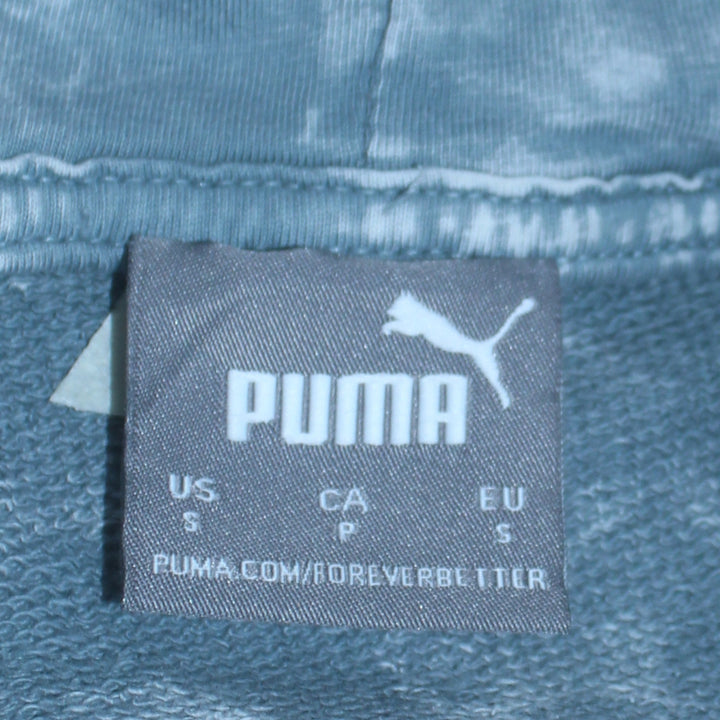 PUMA
US CA EU
S P S
PUMA.COM/FOREVERBETTER